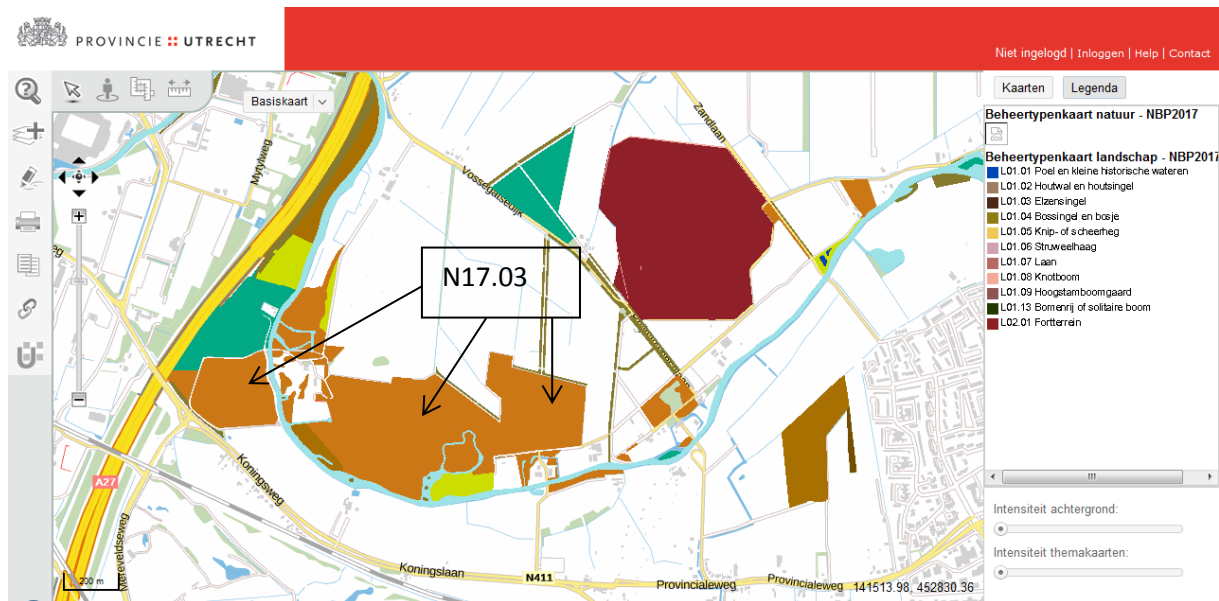 PROVINCIE :: UTRECHT
Niet ingelogd | Inloggen | Help | Contact
Basiskaart
Kaarten
Legenda
Beheertypenkaart natuur - NBP2017
Beheertypenkaart landschap - NBP2017
L01.01 Poel en kleine historische wateren
L01.02 Houtwal en houtsingel
L01.03 Elzensingel
L01.04 Bossingel en bosje
L01.05 Knip- of scheerheg
L01.06 Struweelhaag
L01.07 Laan
L01.08 Knotboom
L01.09 Hoogstamboomgaard
L01.13 Bomenrij of solitaire boom
L02.01 Fortterrein
Zandlaan
Mytylweg
Vossegatsedijk
N17.03
A27
Koningsweg
Mereveldseweg
200 m
Koningslaan
N411
Provincialeweg
Provincialeweg
141513.98, 452830.36
Intensiteit achtergrond:
Intensiteit themakaarten: